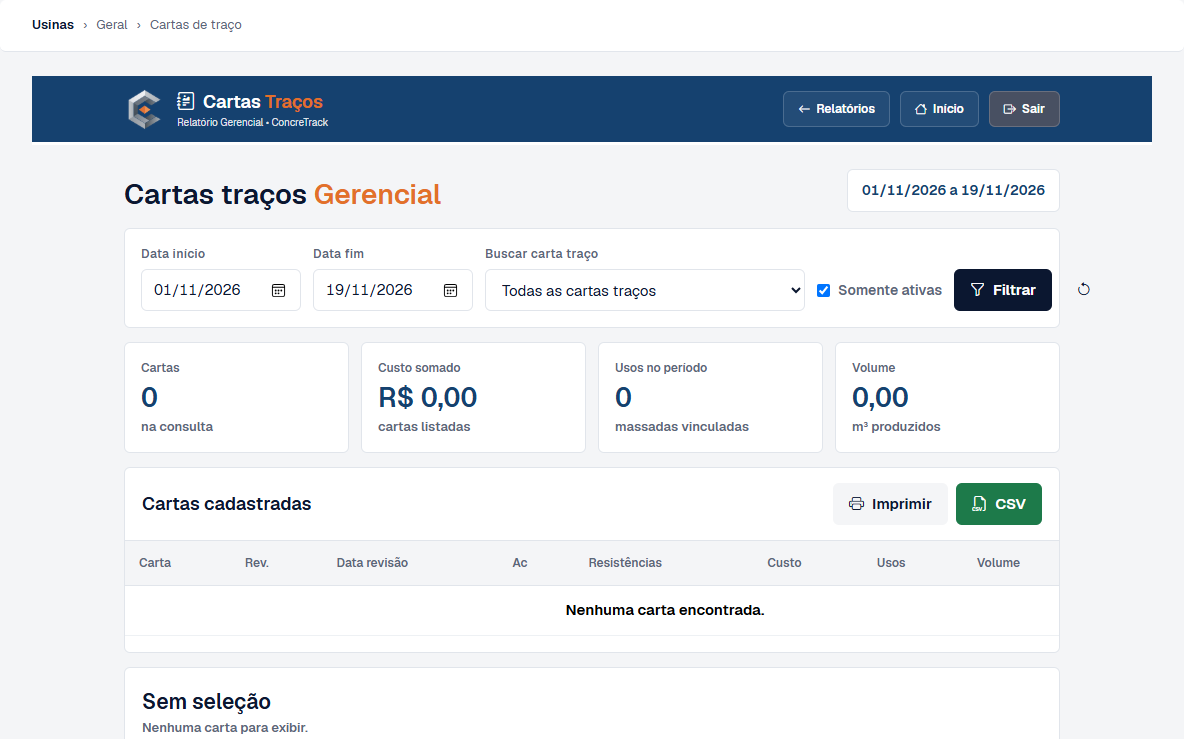 Usinas › Geral › Cartas de traço
Cartas Traços
Relatório Gerencial • ConcreTrack
Relatórios
Início
Sair
Cartas traços Gerencial
01/11/2026 a 19/11/2026
Data início
Data fim
Buscar carta traço
01/11/2026
19/11/2026
Todas as cartas traços
Somente ativas
Filtrar
Cartas
0
na consulta
Custo somado
R$ 0,00
cartas listadas
Usos no período
0
massadas vinculadas
Volume
0,00
m³ produzidos
Cartas cadastradas
Imprimir
CSV
Carta Rev. Data revisão Ac Resistências Custo Usos Volume
Nenhuma carta encontrada.
Sem seleção
Nenhuma carta para exibir.